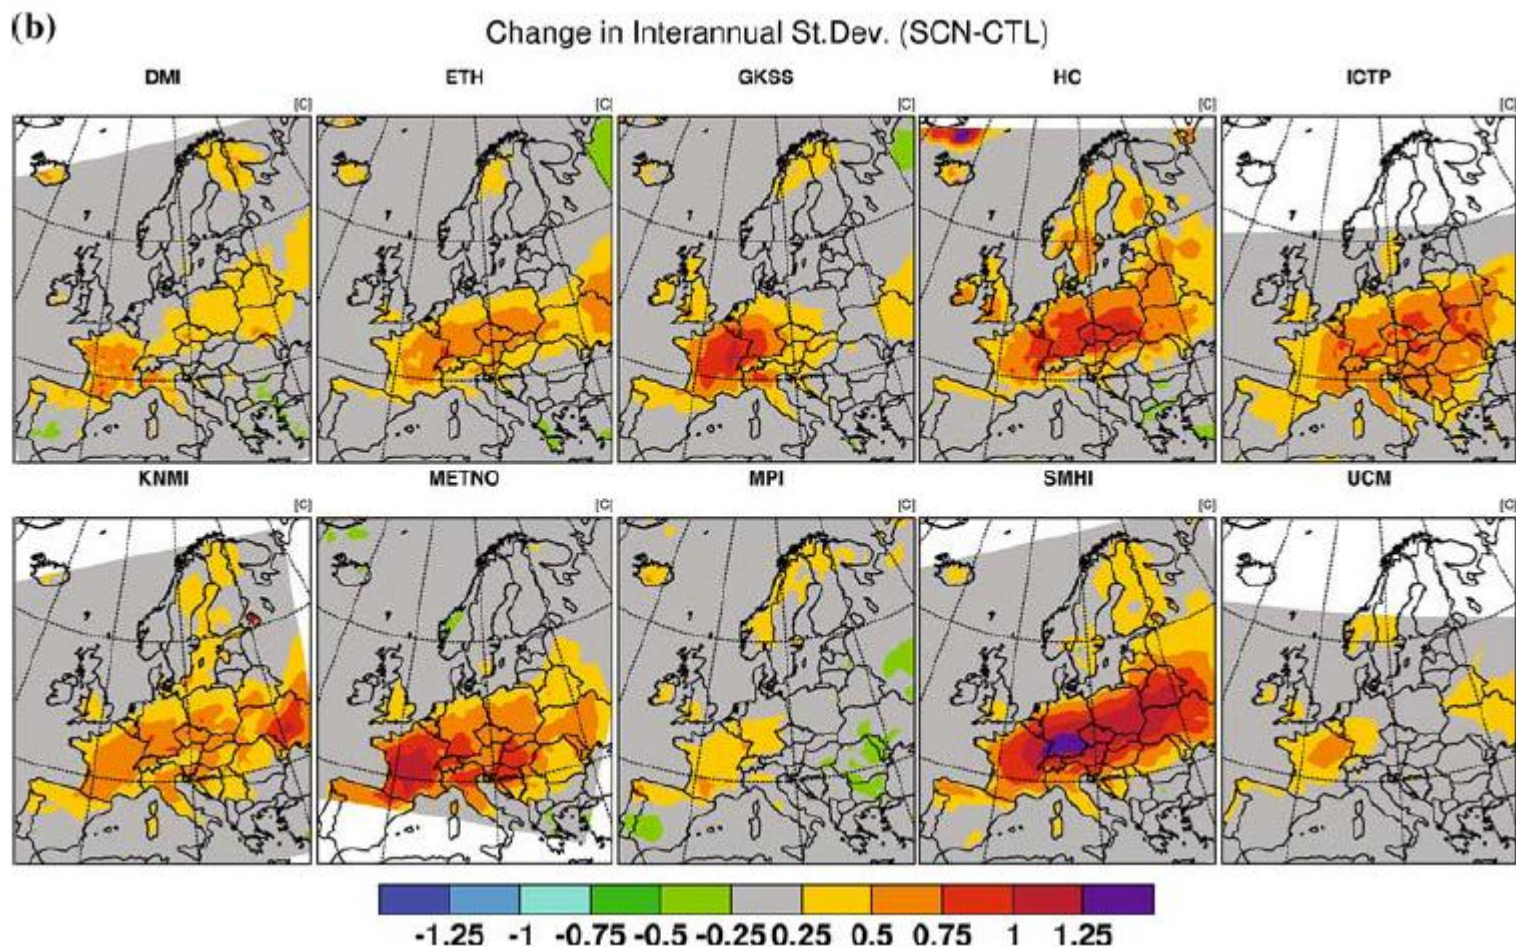 (b)
Change in Interannual St.Dev. (SCN-CTL)
DMI ETH GKSS HC ICTP
[C] [C] [C] [C] [C]
KNMI METNO MPI SMHI UCM
[C] [C] [C] [C] [C]
-1.25 -1 -0.75 -0.5 -0.25 0.25 0.5 0.75 1 1.25